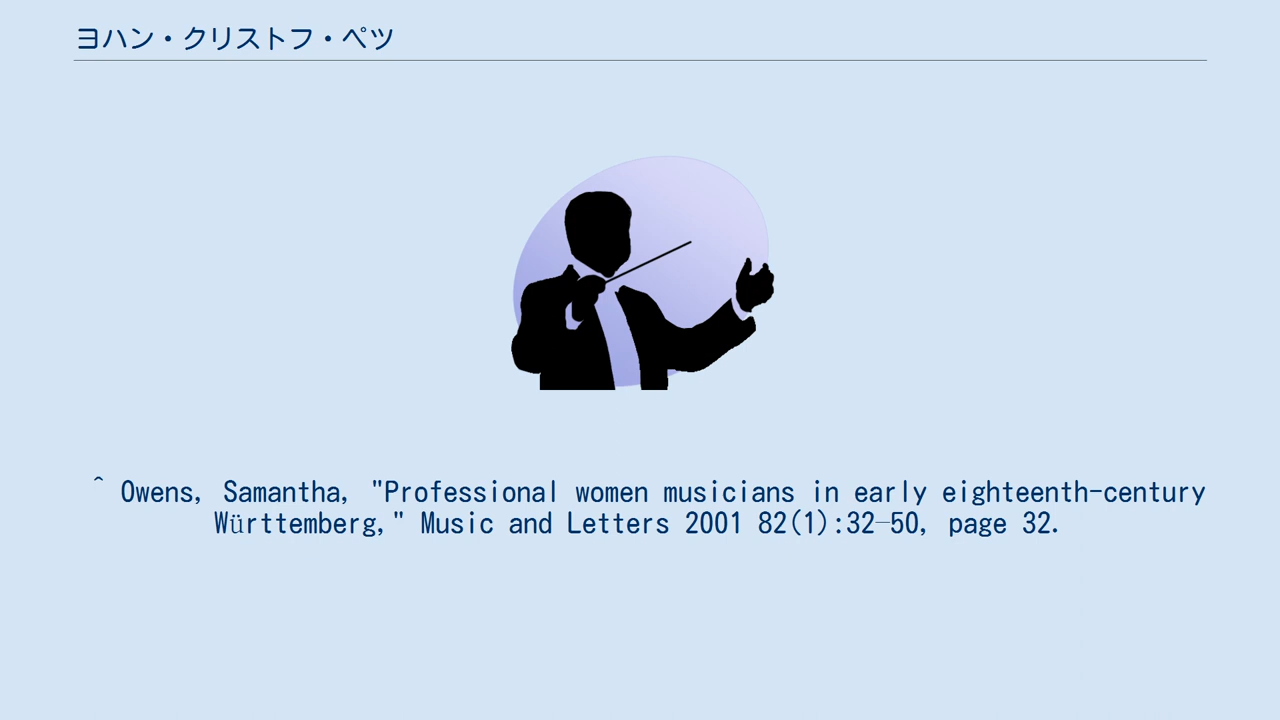 ヨハン・クリストフ・ペツ
^ Owens, Samantha, "Professional women musicians in early eighteenth-century
Württemberg," Music and Letters 2001 82(1):32–50, page 32.